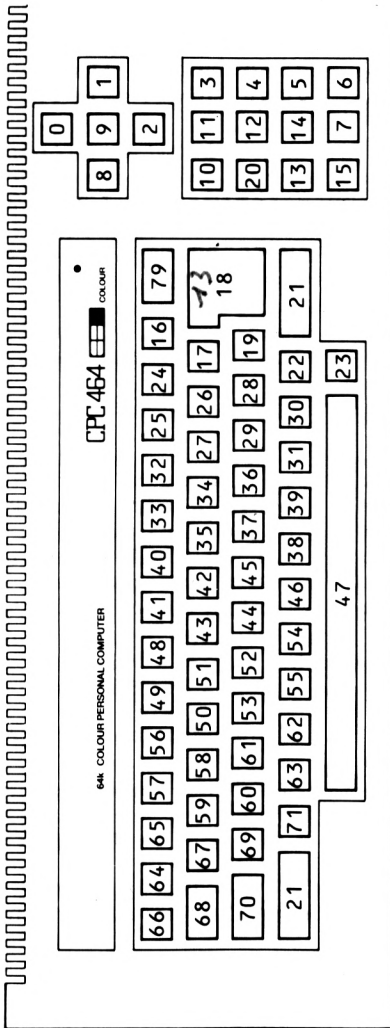 64k COLOUR PERSONAL COMPUTER CPC 464 COLOUR
0
8 9 1
2
66 64 65 57 56 49 48 41 40 33 32 25 24 16 79
10 11 3
68 67 59 58 50 51 43 42 35 34 27 26 17 13
18
20 12 4
70 69 60 61 53 52 44 45 37 36 29 28 19
13 14 5
21 71 63 62 55 54 46 38 39 31 30 22 21
15 7 6
47 23